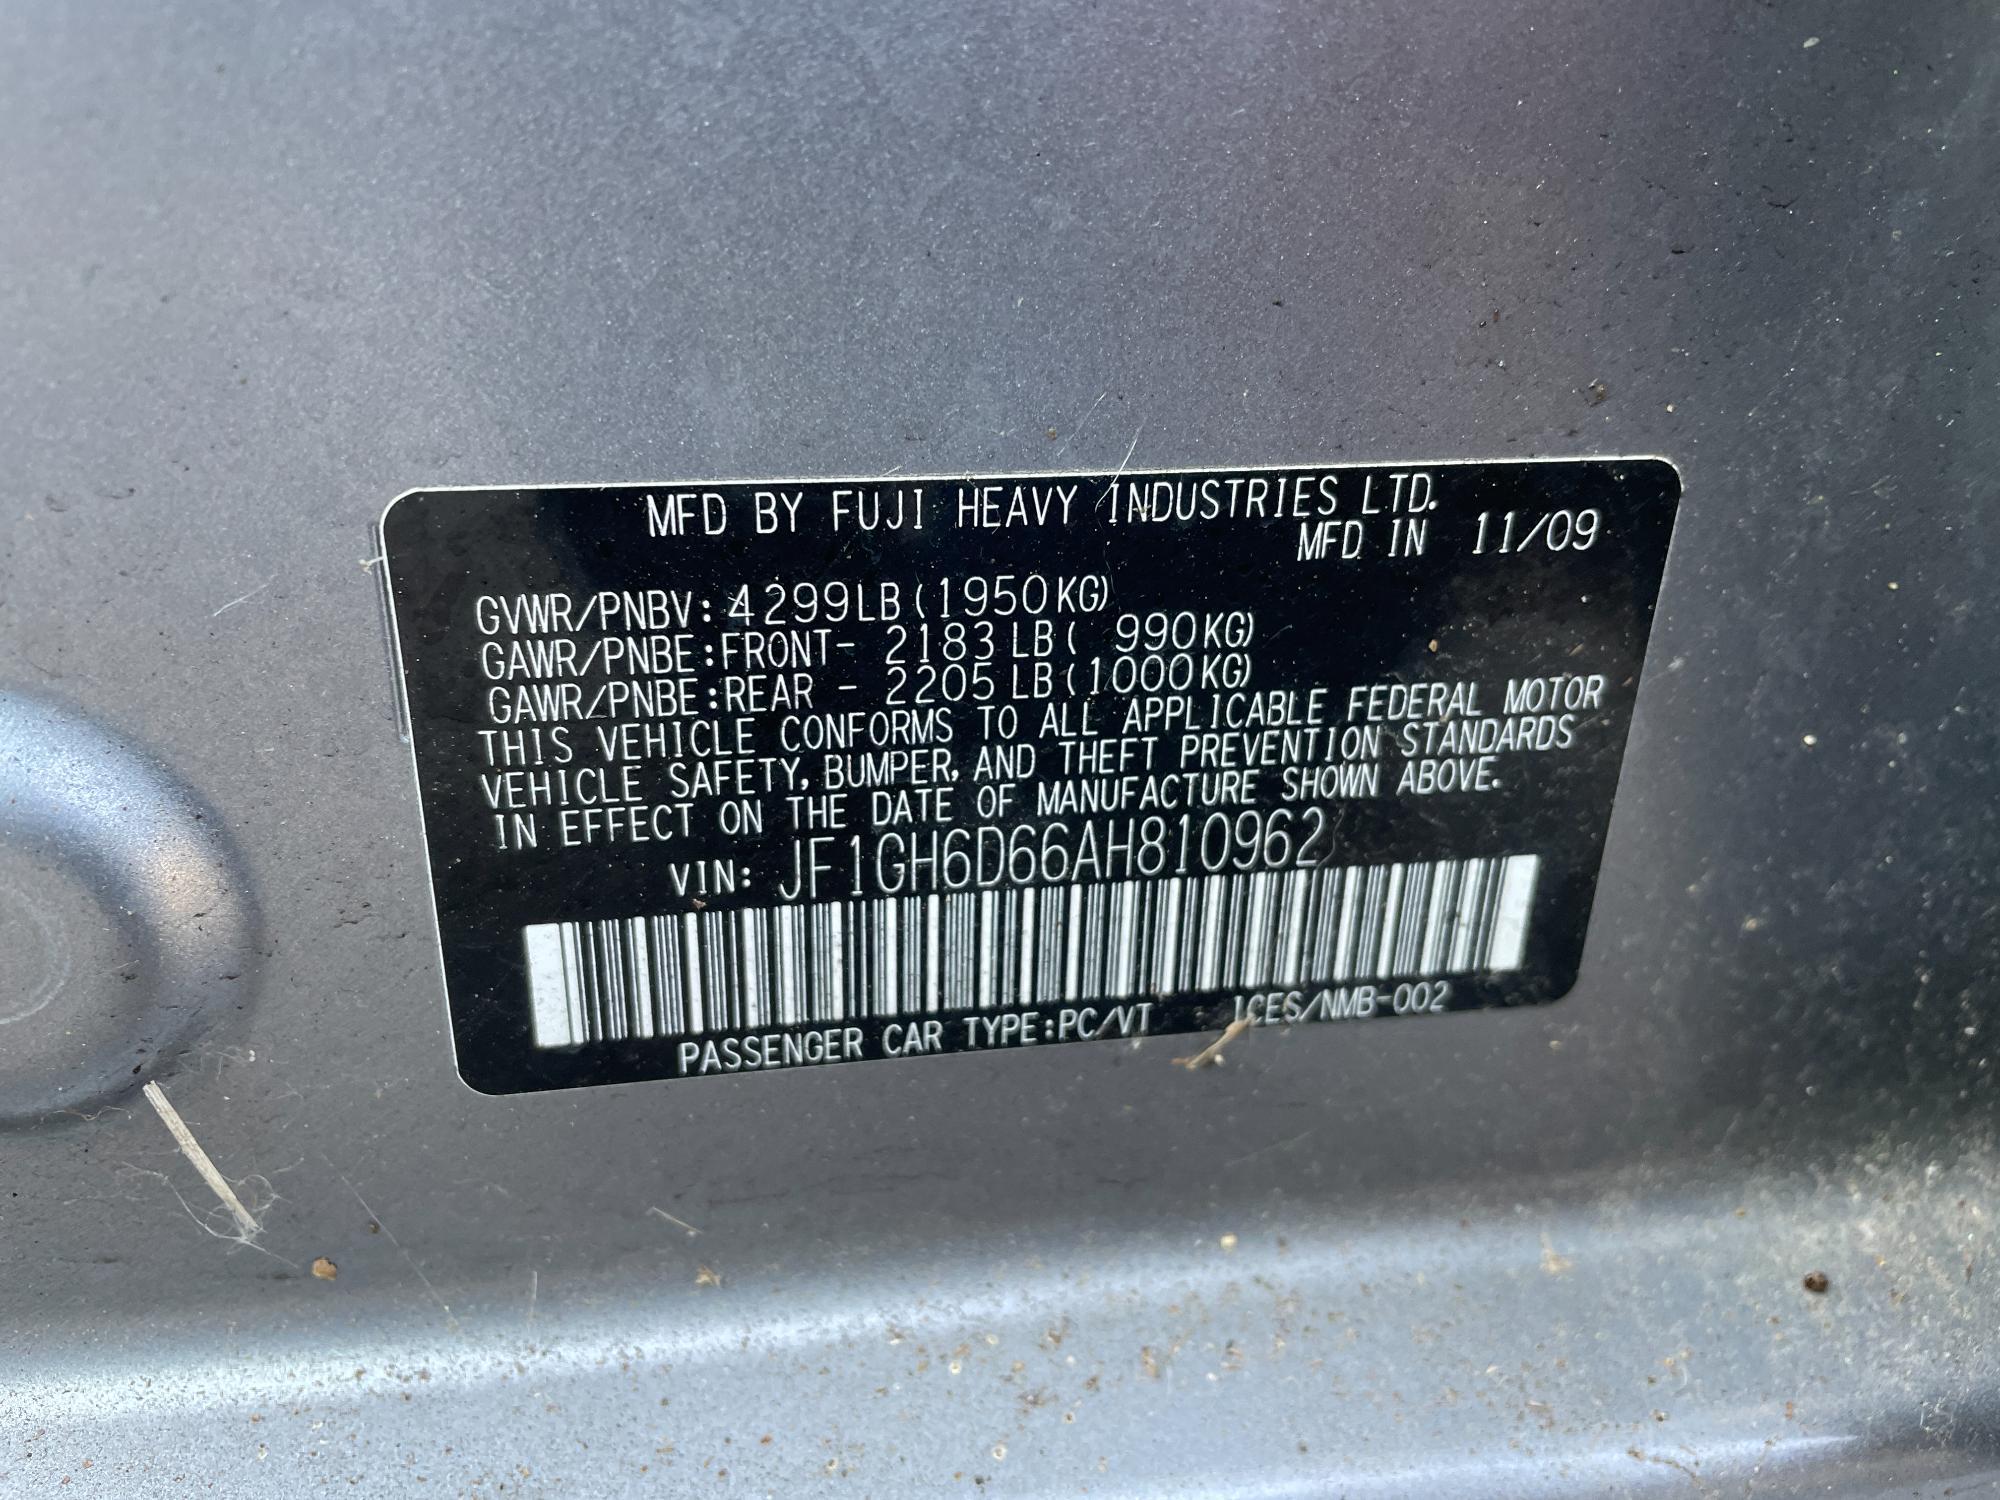 MFD BY FUJI HEAVY INDUSTRIES LTD.
MFD IN 11/09
GVWR/PNBV: 4299LB(1950KG)
GAWR/PNBE:FRONT- 2183LB( 990KG)
GAWR/PNBE:REAR - 2205LB(1000KG)
THIS VEHICLE CONFORMS TO ALL APPLICABLE FEDERAL MOTOR
VEHICLE SAFETY, BUMPER, AND THEFT PREVENTION STANDARDS
IN EFFECT ON THE DATE OF MANUFACTURE SHOWN ABOVE.
VIN: JF1GH6D66AH810962
PASSENGER CAR TYPE:PC/VT ICES/NMB-002